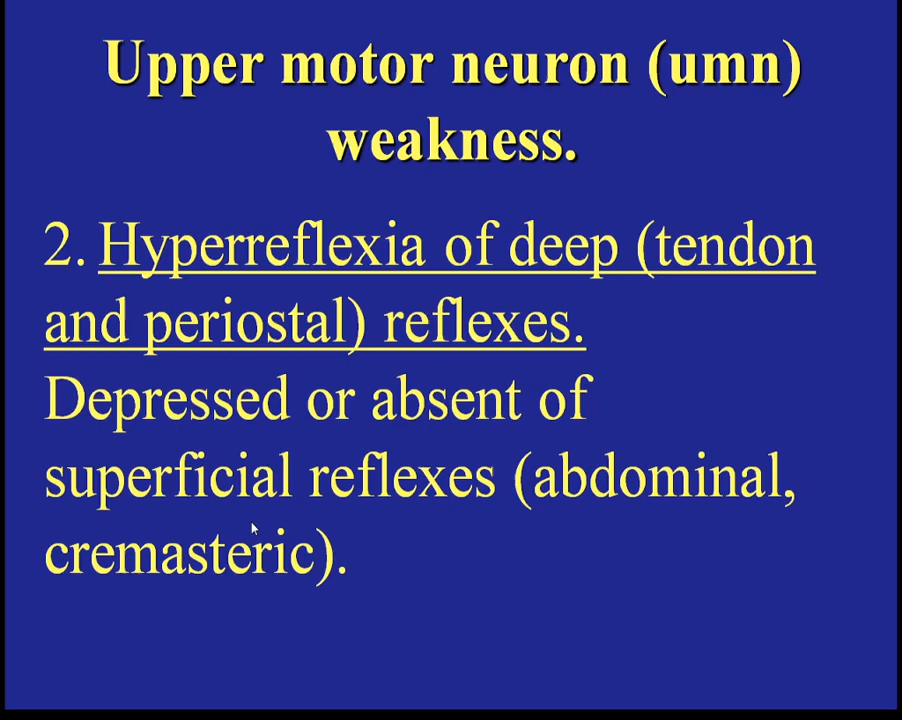 Upper motor neuron (umn)
weakness.
2. Hyperreflexia of deep (tendon
and periostal) reflexes.
Depressed or absent of
superficial reflexes (abdominal,
cremasteric).